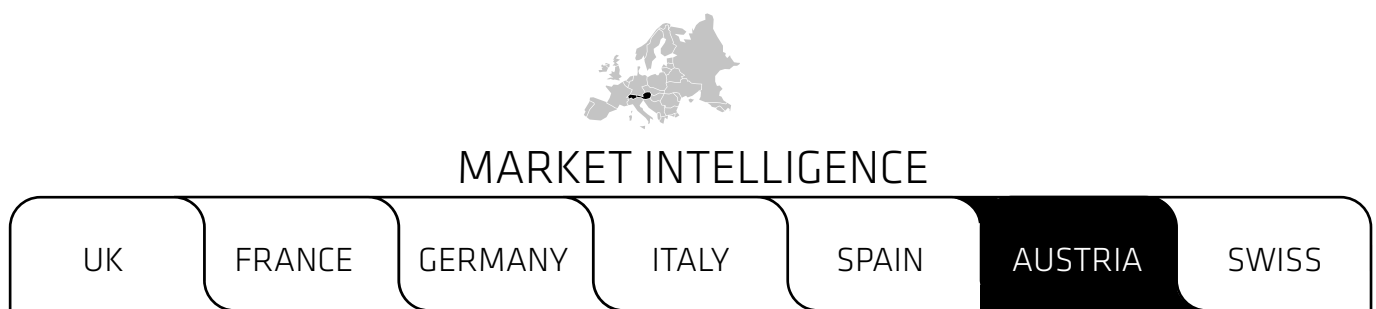 MARKET INTELLIGENCE
UK FRANCE GERMANY ITALY SPAIN AUSTRIA SWISS